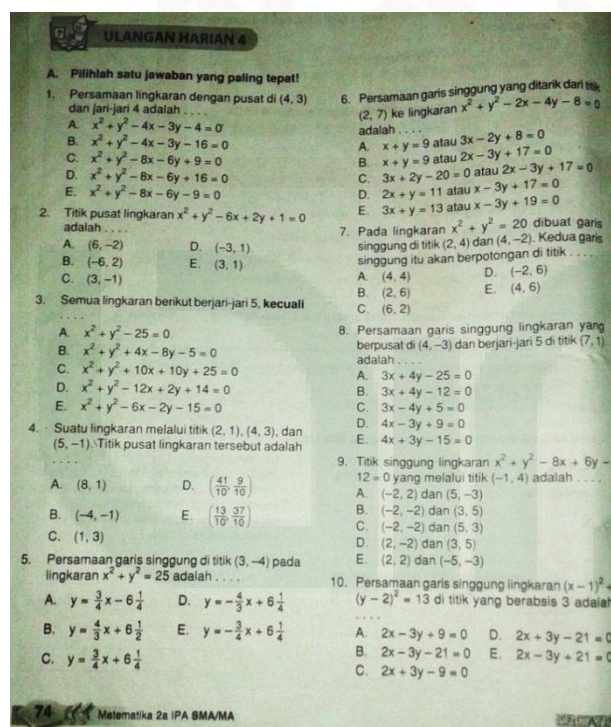 ULANGAN HARIAN 4
A. Pilihlah satu jawaban yang paling tepat!
1. Persamaan lingkaran dengan pusat di (4, 3)
dan jari-jari 4 adalah . . . .
A. x² + y² – 4x – 3y – 4 = 0
B. x² + y² – 4x – 3y – 16 = 0
C. x² + y² – 8x – 6y + 9 = 0
D. x² + y² – 8x – 6y + 16 = 0
E. x² + y² – 8x – 6y – 9 = 0
2. Titik pusat lingkaran x² + y² – 6x + 2y + 1 = 0
adalah . . . .
A. (6, –2) D. (–3, 1)
B. (–6, 2) E. (3, 1)
C. (3, –1)
3. Semua lingkaran berikut berjari-jari 5, kecuali
. . . .
A. x² + y² – 25 = 0
B. x² + y² + 4x – 8y – 5 = 0
C. x² + y² + 10x + 10y + 25 = 0
D. x² + y² – 12x + 2y + 14 = 0
E. x² + y² – 6x – 2y – 15 = 0
4. Suatu lingkaran melalui titik (2, 1), (4, 3), dan
(5, –1). Titik pusat lingkaran tersebut adalah
. . . .
A. (8, 1) D. (41/10, 9/10)
B. (–4, –1) E. (13/10, 37/10)
C. (1, 3)
5. Persamaan garis singgung di titik (3, –4) pada
lingkaran x² + y² = 25 adalah . . . .
A. y = 3/4 x – 6 1/4 D. y = – 4/3 x + 6 1/4
B. y = 4/3 x + 6 1/2 E. y = – 3/4 x + 6 1/4
C. y = 3/4 x + 6 1/4
6. Persamaan garis singgung yang ditarik dari titik
(2, 7) ke lingkaran x² + y² – 2x – 4y – 8 = 0
adalah . . . .
A. x + y = 9 atau 3x – 2y + 8 = 0
B. x + y = 9 atau 2x – 3y + 17 = 0
C. 3x + 2y – 20 = 0 atau 2x – 3y + 17 = 0
D. 2x + y = 11 atau x – 3y + 17 = 0
E. 3x + y = 13 atau x – 3y + 19 = 0
7. Pada lingkaran x² + y² = 20 dibuat garis
singgung di titik (2, 4) dan (4, –2). Kedua garis
singgung itu akan berpotongan di titik . . . .
A. (4, 4) D. (–2, 6)
B. (2, 6) E. (4, 6)
C. (6, 2)
8. Persamaan garis singgung lingkaran yang
berpusat di (4, –3) dan berjari-jari 5 di titik (7, 1)
adalah . . . .
A. 3x + 4y – 25 = 0
B. 3x + 4y – 12 = 0
C. 3x – 4y + 5 = 0
D. 4x – 3y + 9 = 0
E. 4x + 3y – 15 = 0
9. Titik singgung lingkaran x² + y² – 8x + 6y –
12 = 0 yang melalui titik (–1, 4) adalah . . . .
A. (–2, 2) dan (5, –3)
B. (–2, –2) dan (3, 5)
C. (–2, –2) dan (5, 3)
D. (2, –2) dan (3, 5)
E. (2, 2) dan (–5, –3)
10. Persamaan garis singgung lingkaran (x – 1)² +
(y – 2)² = 13 di titik yang berabsis 3 adalah
. . . .
A. 2x – 3y + 9 = 0 D. 2x + 3y – 21 = 0
B. 2x – 3y – 21 = 0 E. 2x – 3y + 21 = 0
C. 2x + 3y – 9 = 0
74 Matematika 2a IPA SMA/MA